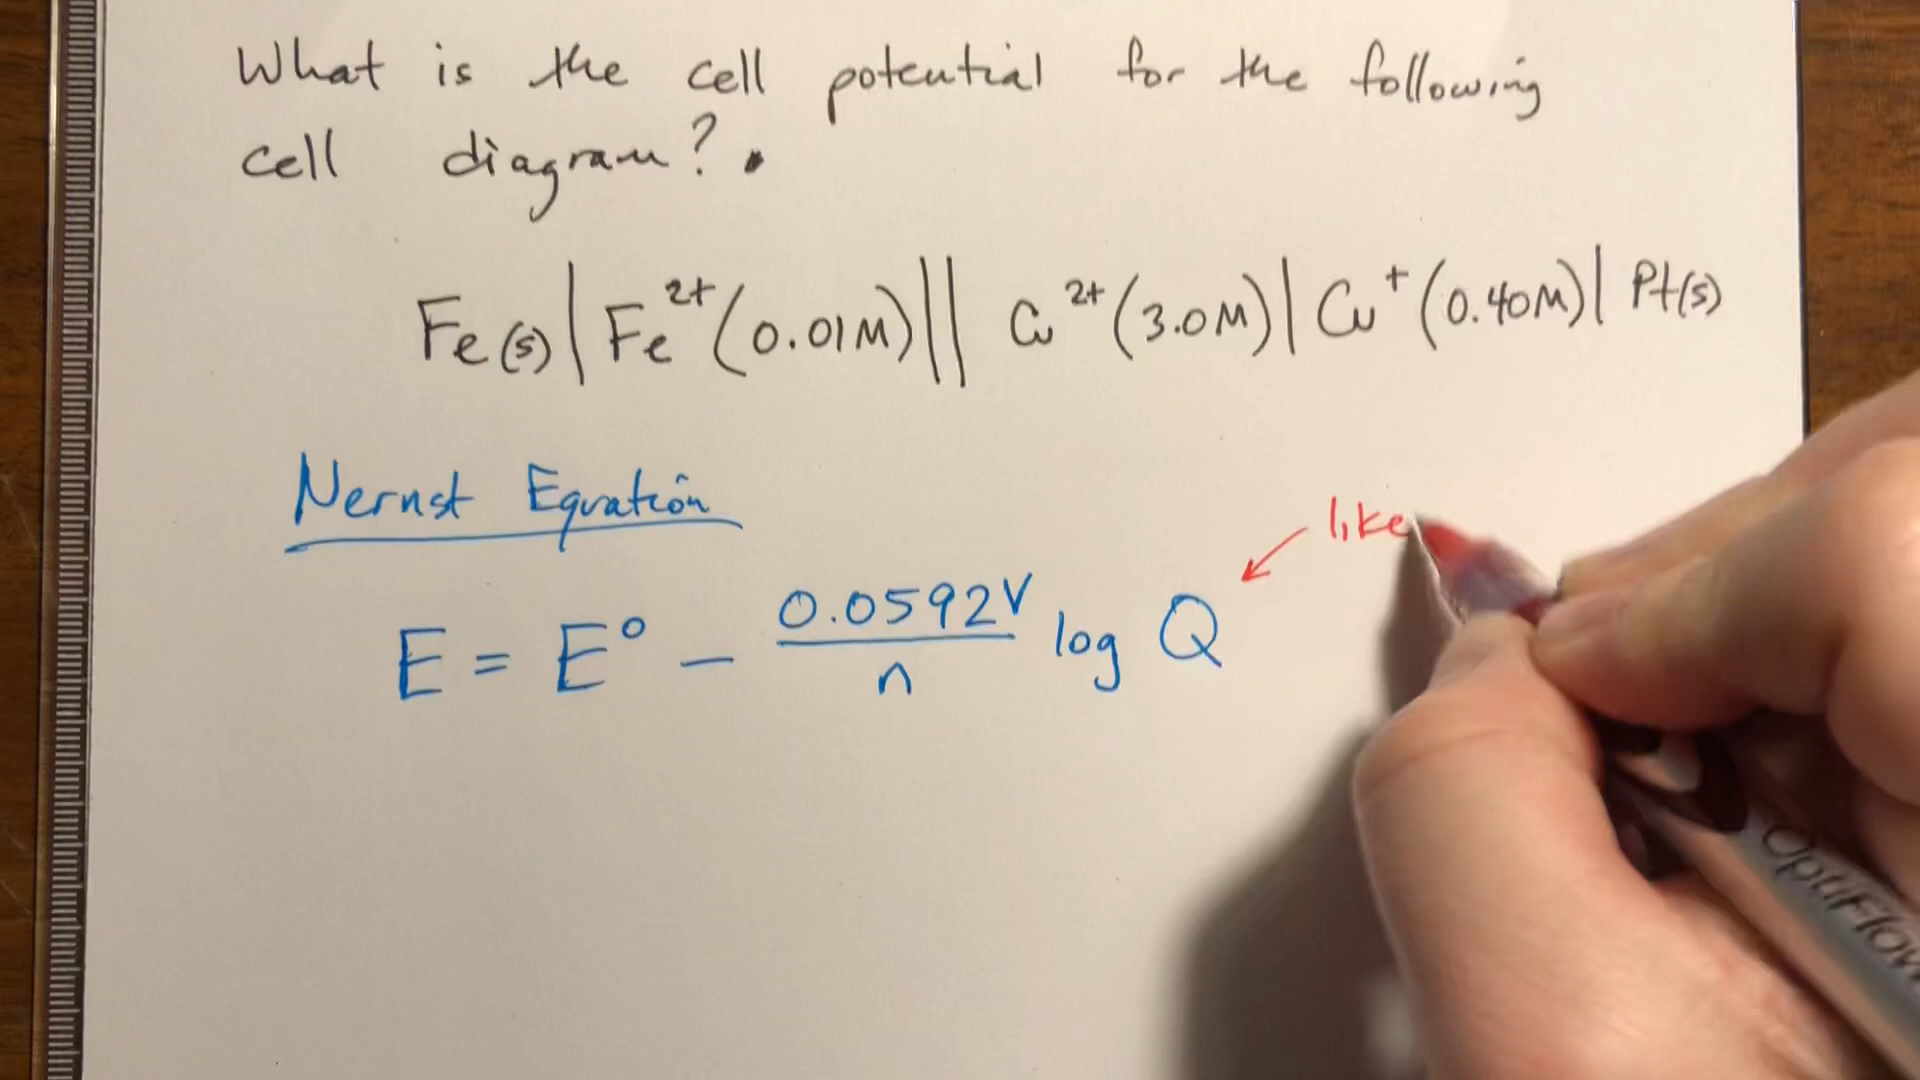 What is the cell potential for the following
cell diagram?.
Fe(s)|Fe²⁺(0.01M)||Cu²⁺(3.0M)|Cu⁺(0.40M)|Pt(s)
Nernst Equation
E = E° - 0.0592V/n log Q
like
OptiFlow